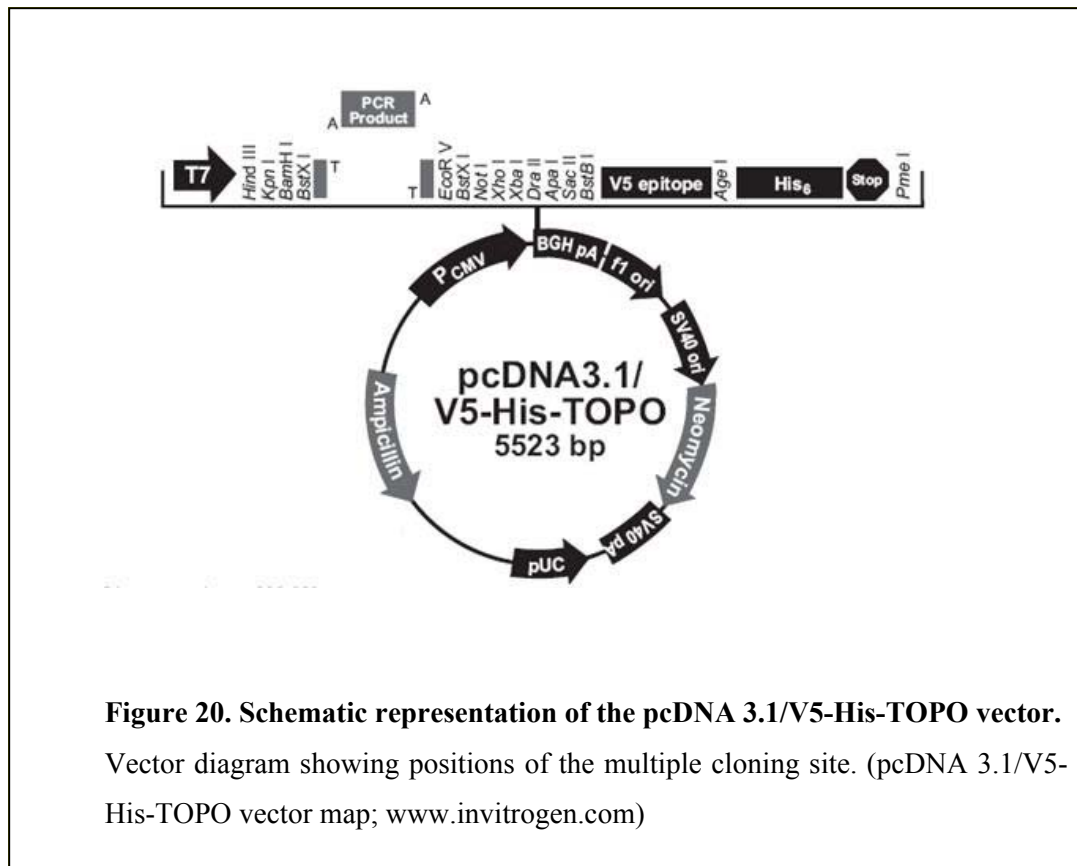 PCR
Product
A
A
T7
Hind III
Kpn I
BamH I
BstX I
T
T
EcoR V
BstX I
Not I
Xho I
Xba I
Dra II
Apa I
Sac II
BstB I
V5 epitope
Age I
His6
Stop
Pme I
PCMV
BGH pA
f1 ori
SV40 ori
Neomycin
SV40 pA
pUC
Ampicillin
pcDNA3.1/
V5-His-TOPO
5523 bp
Figure 20. Schematic representation of the pcDNA 3.1/V5-His-TOPO vector.
Vector diagram showing positions of the multiple cloning site. (pcDNA 3.1/V5-
His-TOPO vector map; www.invitrogen.com)